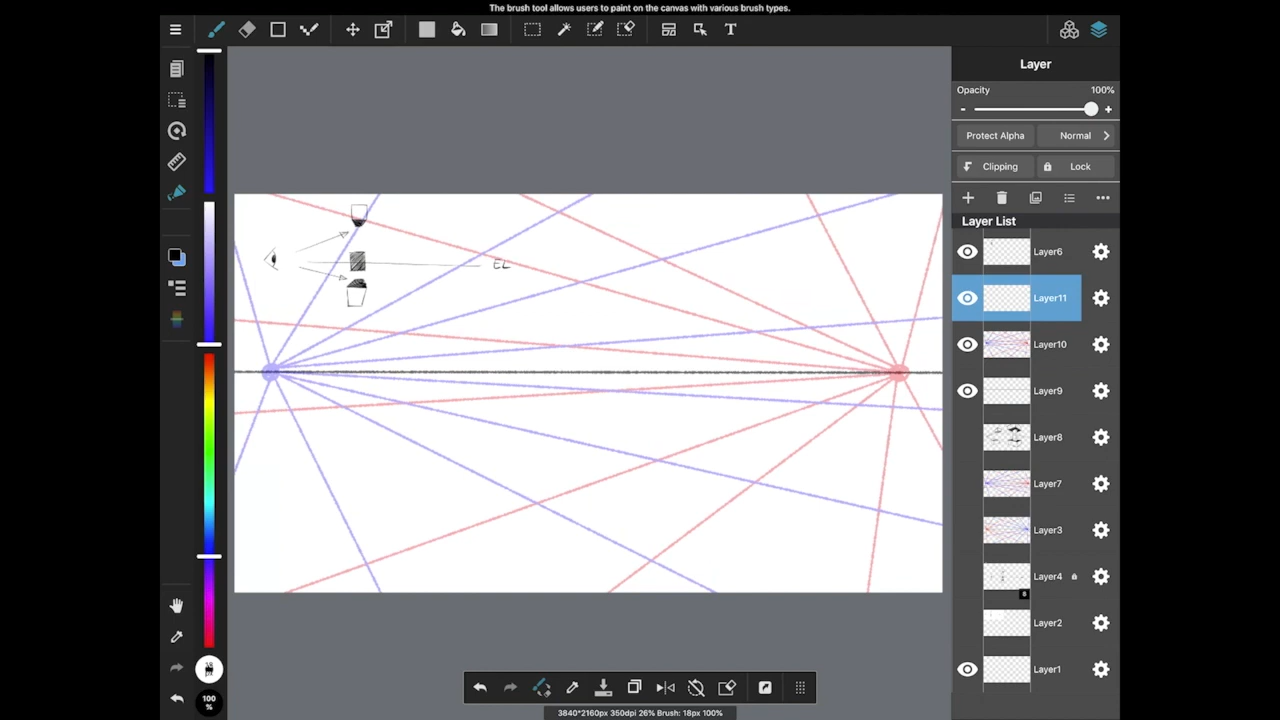 The brush tool allows users to paint on the canvas with various brush types.
T
Layer
Opacity 100%
- +
Protect Alpha Normal >
Clipping Lock
Layer List
Layer6
Layer11
Layer10
Layer9
Layer8
Layer7
Layer3
Layer4
8
Layer2
Layer1
EL
100
%
3840*2160px 350dpi 26% Brush: 18px 100%